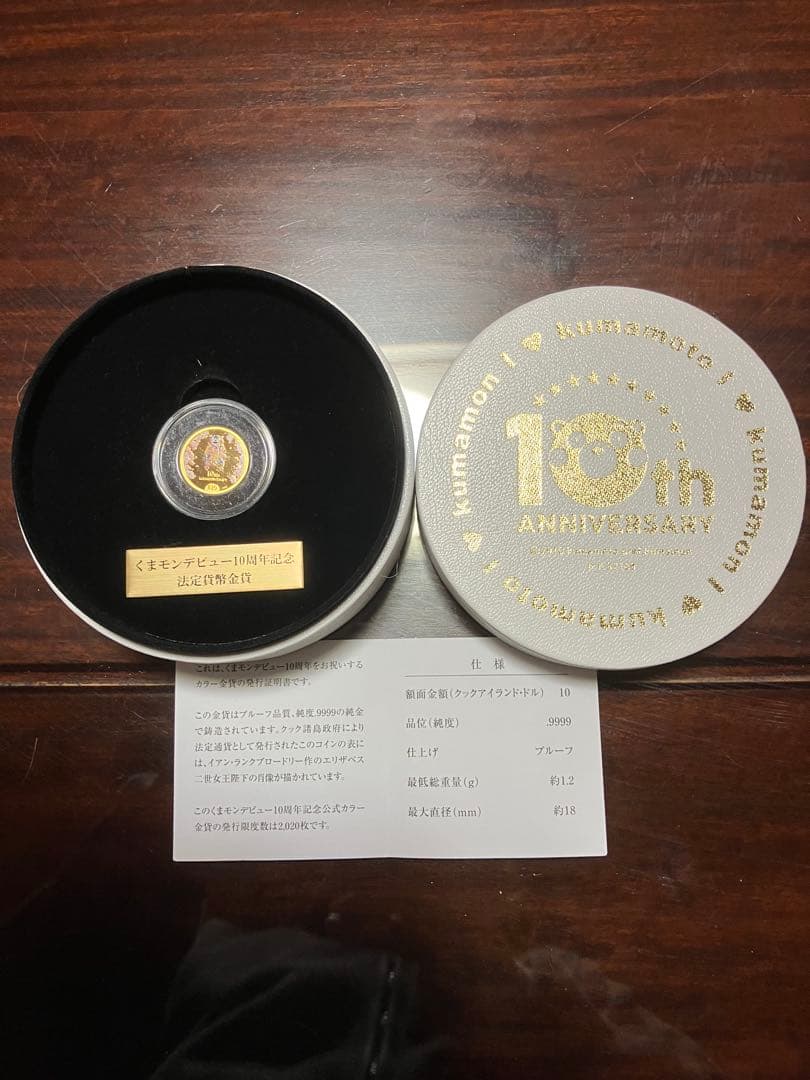 kumamoto I ♥ kumamon I ♥ kumamoto I ♥ kumamon I ♥
10th
ANNIVERSARY
くまモンデビュー10周年記念
法定貨幣金貨
これは、くまモンデビュー10周年をお祝いする
カラー金貨の発行証明書です。
この金貨はプルーフ品質、純度.9999の純金
で鋳造されています。クック諸島政府により
法定通貨として発行されたこのコインの表に
は、イアン・ランクブロードリー作のエリザベス
二世女王陛下の肖像が描かれています。
このくまモンデビュー10周年記念公式カラー
金貨の発行限度数は2,020枚です。
仕様
額面金額(クックアイランド・ドル) 10
品位(純度) .9999
仕上げ プルーフ
最低総重量(g) 約1.2
最大直径(mm) 約18